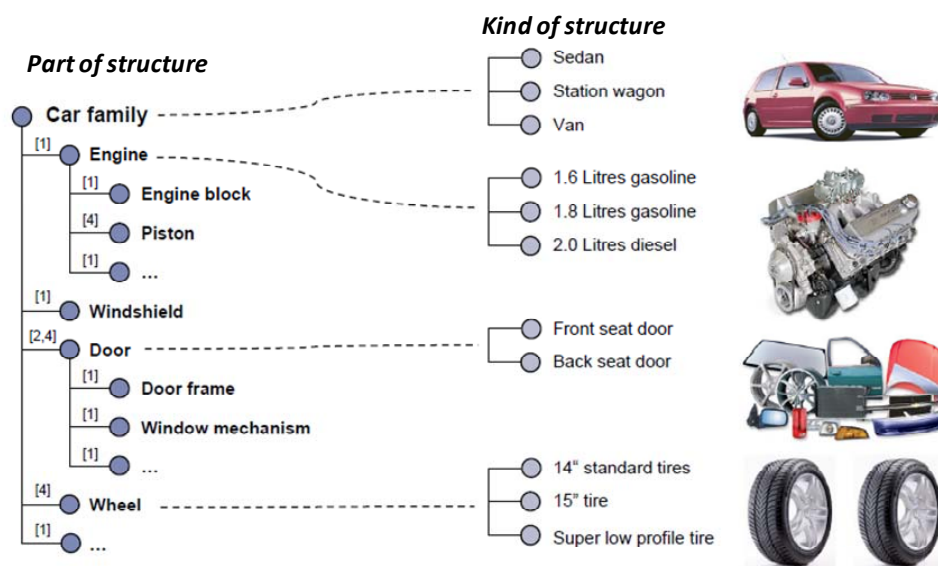 Kind of structure
Part of structure
Car family
[1] Engine
[1] Engine block
[4] Piston
[1] ...
[1] Windshield
[2,4] Door
[1] Door frame
[1] Window mechanism
[1] ...
[4] Wheel
[1] ...
Sedan
Station wagon
Van
1.6 Litres gasoline
1.8 Litres gasoline
2.0 Litres diesel
Front seat door
Back seat door
14“ standard tires
15” tire
Super low profile tire